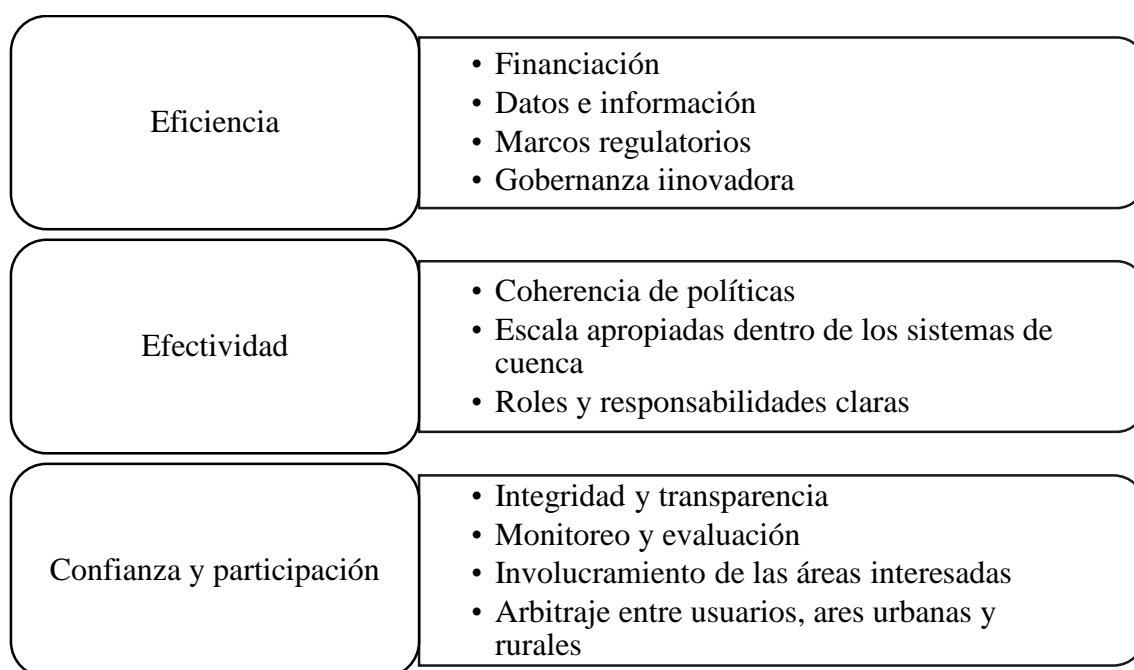 Eficiencia
• Financiación
• Datos e información
• Marcos regulatorios
• Gobernanza iinovadora
Efectividad
• Coherencia de políticas
• Escala apropiadas dentro de los sistemas de
cuenca
• Roles y responsabilidades claras
Confianza y participación
• Integridad y transparencia
• Monitoreo y evaluación
• Involucramiento de las áreas interesadas
• Arbitraje entre usuarios, ares urbanas y
rurales